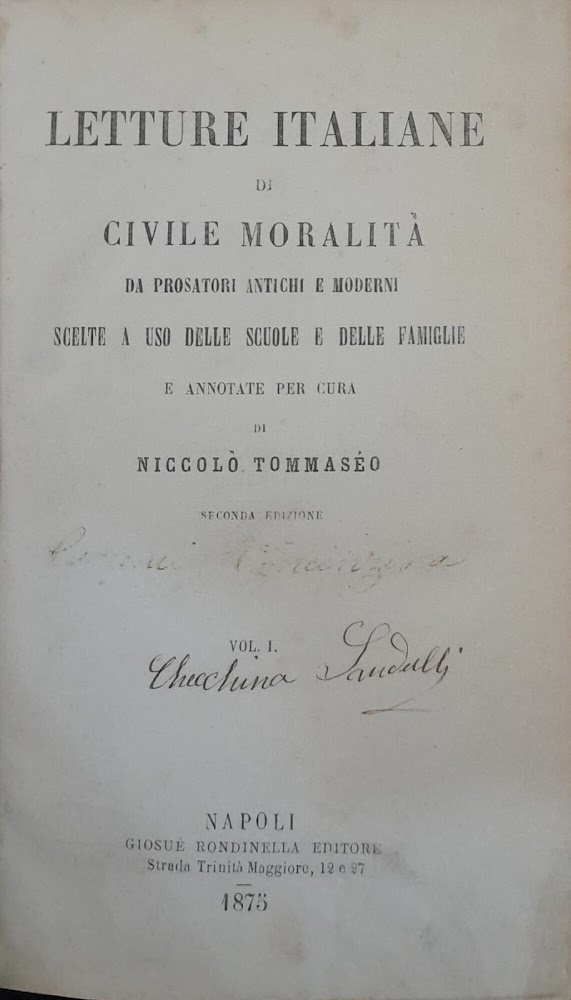 LETTURE ITALIANE
DI
CIVILE MORALITÀ
DA PROSATORI ANTICHI E MODERNI
SCELTE A USO DELLE SCUOLE E DELLE FAMIGLIE
E ANNOTATE PER CURA
DI
NICCOLÒ TOMMASÉO
SECONDA EDIZIONE
VOL. I.
Checchina Sandulli
NAPOLI
GIOSUÈ RONDINELLA EDITORE
Strada Trinità Maggiore, 12 e 27
1875